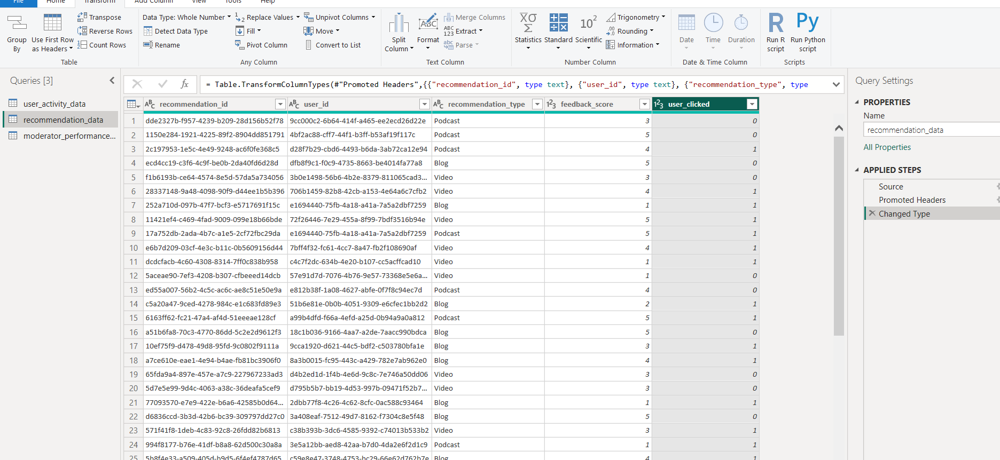 File Home Transform Add Column View Tools Help
Group By
Use First Row as Headers
Transpose
Reverse Rows
Count Rows
Table
Data Type: Whole Number
Detect Data Type
Rename
Replace Values
Fill
Pivot Column
Unpivot Columns
Move
Convert to List
Any Column
Split Column
Format
Merge Columns
Extract
Parse
Text Column
Statistics
Standard
Scientific
Trigonometry
Rounding
Information
Number Column
Date
Time
Duration
Date & Time Column
Run R script
Run Python script
Scripts
Queries [3]
user_activity_data
recommendation_data
moderator_performance...
= Table.TransformColumnTypes(#"Promoted Headers",{{"recommendation_id", type text}, {"user_id", type text}, {"recommendation_type", type
recommendation_id user_id recommendation_type feedback_score user_clicked
1 dde2327b-f957-4239-b209-28d156b52f78 9cc000c2-6b64-414f-a465-ee2ecd26d22e Podcast 3 0
2 1150e284-1921-4225-89f2-8904dd851791 4bf2ac88-cff7-44f1-b3ff-b53af19f117c Podcast 5 0
3 2c197953-1e5c-4e49-9248-ac6f0fe368c5 d28f7b29-cbd6-4493-b6da-3ab72ca12e94 Podcast 4 1
4 ecd4cc19-c3f6-4c9f-be0b-2da40fd6d28d dfb8f9c1-f0c9-4735-8663-be4014fa77a8 Blog 5 0
5 f1b6193b-ce64-4574-8e5d-57da5a734056 3b0e1498-56b6-4b2e-8379-811065cad3... Video 3 0
6 28337148-9a48-4098-90f9-d44ee1b5b396 706b1459-82b8-42cb-a153-4e64a6c7cfb2 Video 4 1
7 252a710d-097b-47f7-bcf3-e5717691f15c e1694440-75fb-4a18-a41a-7a5a2dbf7259 Blog 1 1
8 11421ef4-c469-4fad-9009-099e18b66bde 72f26446-7e29-455a-8f99-7bdf3516b94e Video 5 1
9 17a752db-2ada-4b7c-a1e5-2cf72fbc29da e1694440-75fb-4a18-a41a-7a5a2dbf7259 Podcast 5 1
10 e6b7d209-03cf-4e3c-b11c-0b5609156d44 7bff4f32-fc61-4cc7-8a47-fb2f108690af Video 4 1
11 dcdcfacb-4c60-4308-8314-7ff0c838b958 c4c7f2dc-634b-4e20-b107-cc5acffcad10 Video 1 1
12 5aceae90-7ef3-4208-b307-cfbeeed14dcb 57e91d7d-7076-4b76-9e57-73368e5e6a... Video 1 0
13 ed55a007-56b2-4c5c-ac6c-ae8c51e50e9a e812b38f-1a08-4627-abfe-0f7f8c94ec7d Podcast 4 0
14 c5a20a47-9ced-4278-984c-e1c683fd89e3 51b6e81e-0b0b-4051-9309-e6cfec1bb2d2 Blog 2 1
15 6163ff62-fc21-47a4-af4d-51eeeae128cf a99b4dfd-f66a-4efd-a25d-0b94a9a0a812 Podcast 5 1
16 a51b6fa8-70c3-4770-86dd-5c2e2d9612f3 18c1b036-9166-4aa7-a2de-7aacc990bdca Blog 5 0
17 10ef75f9-d478-49d8-95fd-9c0802f9111a 9cca1920-d621-44c5-bdf2-c503780bfa1e Blog 3 1
18 a7ce610e-eae1-4e94-b4ae-fb81bc3906f0 8a3b0015-fc95-443c-a429-782e7ab962e0 Blog 4 1
19 65fda9a4-897e-457e-a7c9-227967233ad3 d4b2ed1d-1f4b-4e6d-9c8c-7e746a50dd06 Video 3 0
20 5d7e5e99-9d4c-4063-a38c-36deafa5cef9 d795b5b7-bb19-4d53-997b-09471f52b7... Video 3 0
21 77093570-e7e9-422e-b6a6-42585b0d64... 2dbb77f8-4c26-4c62-8cfc-0ac588c93464 Blog 1 1
22 d6836ccd-3b3d-42b6-bc39-309797dd27c0 3a408eaf-7512-49d7-8162-f7304c8e5f48 Blog 5 0
23 571f41f8-1deb-4c83-92c8-26fdd82b6813 c38b393b-3dc6-4585-9392-c74013b533b2 Video 3 1
24 994f8177-b76e-41df-b8a8-62d500c30a8a 3e5a12bb-aed8-42aa-b7d0-4da2e6f2d1c9 Podcast 1 1
25 5b8f4e33-a509-405d-b9d5-6f4ef4787d65 c59e8e47-3748-4753-bc29-66e62d762b7e Blog 4 1
Query Settings
PROPERTIES
Name
recommendation_data
All Properties
APPLIED STEPS
Source
Promoted Headers
Changed Type